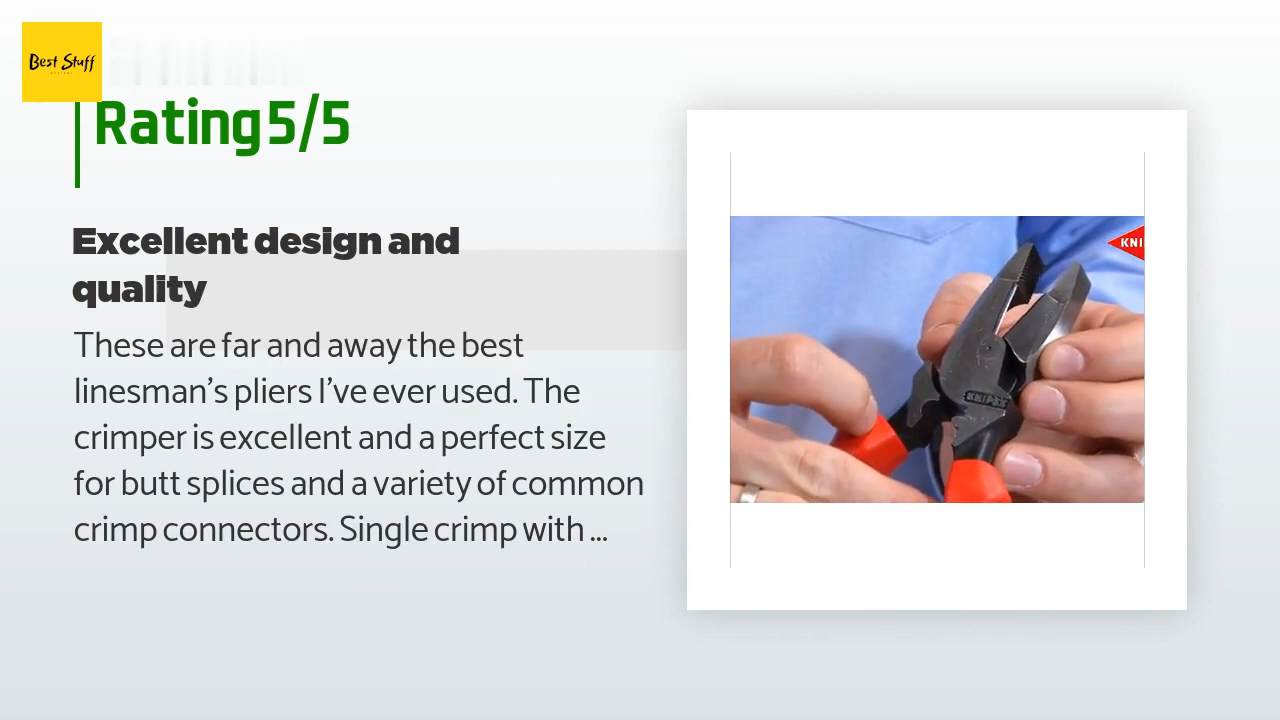 Best Stuff
Rating 5/5
Excellent design and
quality
These are far and away the best
linesman’s pliers I’ve ever used. The
crimper is excellent and a perfect size
for butt splices and a variety of common
crimp connectors. Single crimp with ...
KNI
KNIPEX